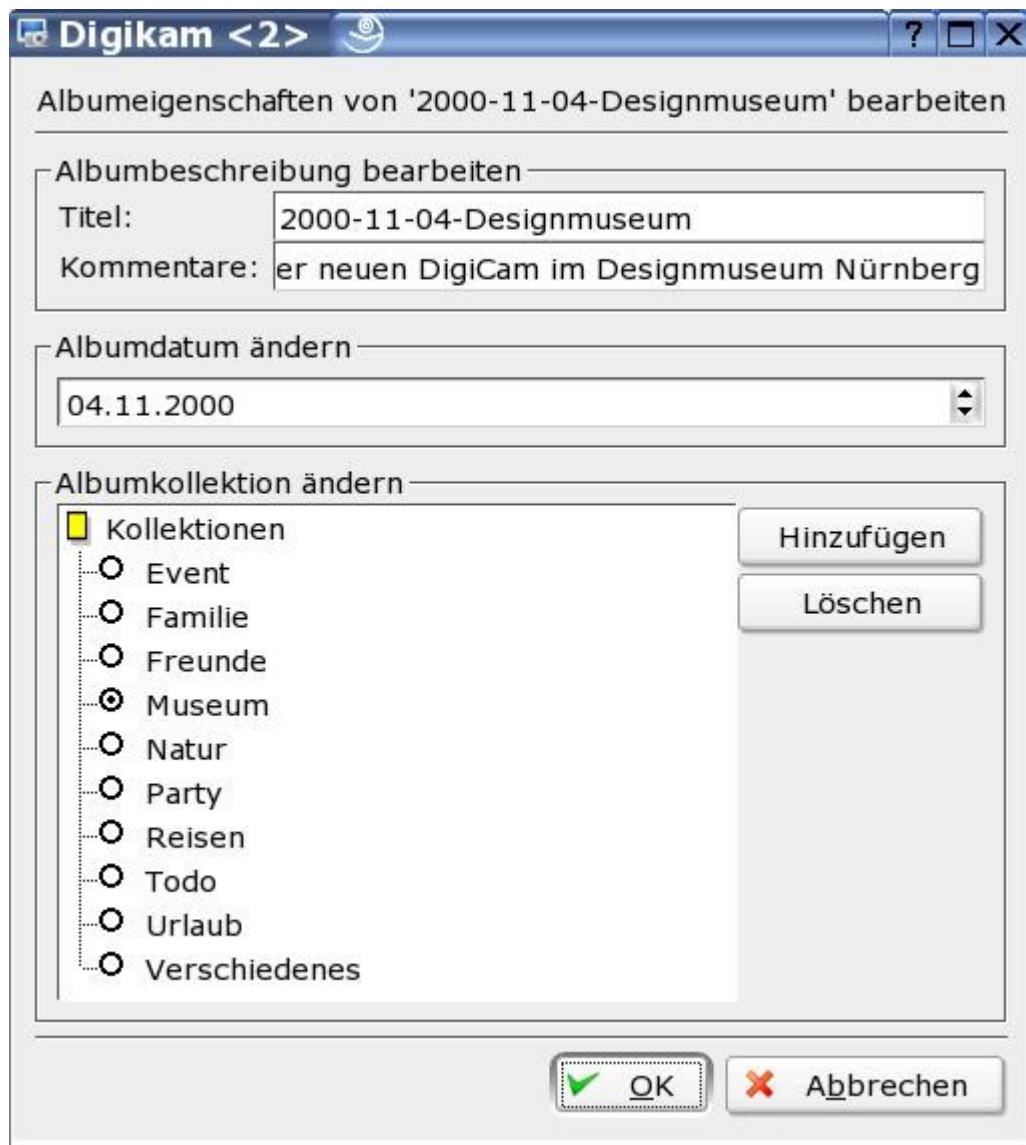 Digikam <2>
Albumeigenschaften von '2000-11-04-Designmuseum' bearbeiten
Albumbeschreibung bearbeiten
Titel: 2000-11-04-Designmuseum
Kommentare: er neuen DigiCam im Designmuseum Nürnberg
Albumdatum ändern
04.11.2000
Albumkollektion ändern
Kollektionen
Event
Familie
Freunde
Museum
Natur
Party
Reisen
Todo
Urlaub
Verschiedenes
Hinzufügen
Löschen
OK Abbrechen